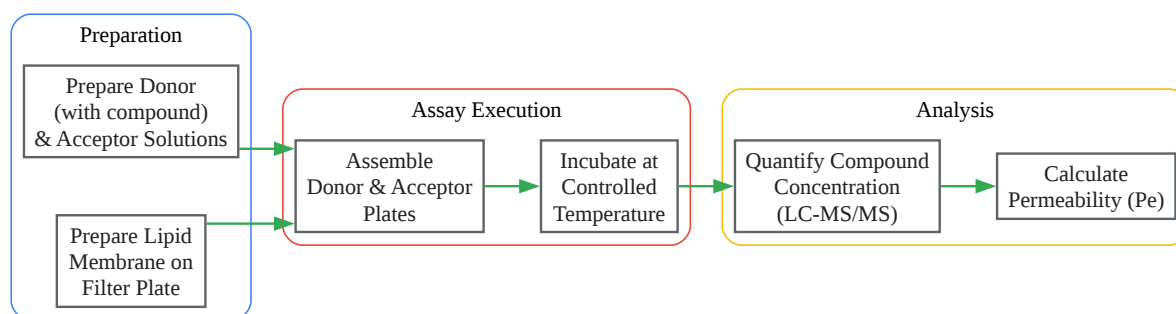 Preparation
Prepare Donor
(with compound)
& Acceptor Solutions
Prepare Lipid
Membrane on
Filter Plate
Assay Execution
Assemble
Donor & Acceptor
Plates
Incubate at
Controlled
Temperature
Analysis
Quantify Compound
Concentration
(LC-MS/MS)
Calculate
Permeability (Pe)